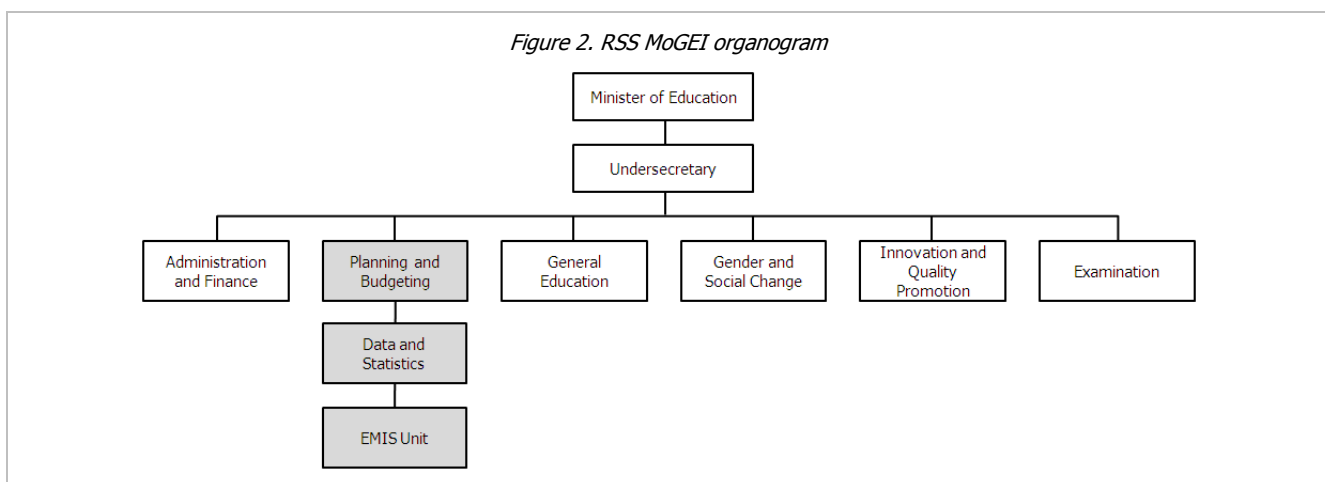 Figure 2. RSS MoGEI organogram
Minister of Education
Undersecretary
Administration
and Finance
Planning and
Budgeting
General
Education
Gender and
Social Change
Innovation and
Quality
Promotion
Examination
Data and
Statistics
EMIS Unit